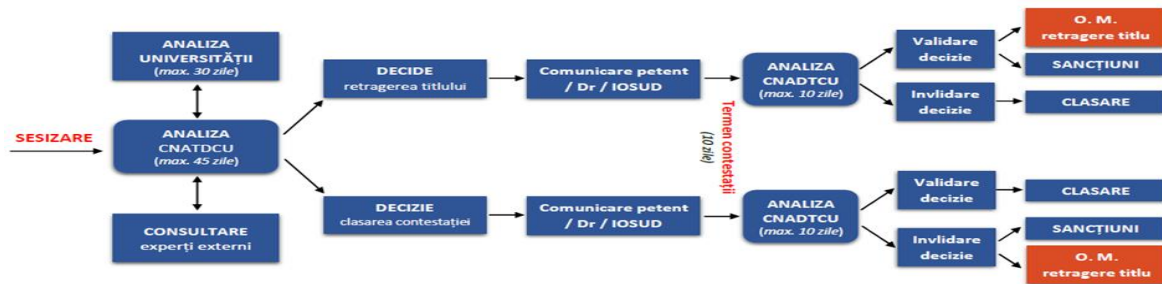 SESIZARE
ANALIZA
UNIVERSITĂȚII
(max. 30 zile)
ANALIZA
CNATDCU
(max. 45 zile)
CONSULTARE
experți externi
DECIDE
retragerea titlului
Comunicare petent
/ Dr / IOSUD
ANALIZA
CNADTCU
(max. 10 zile)
Validare
decizie
O. M.
retragere titlu
SANCȚIUNI
Invlidare
decizie
CLASARE
Termen contestații
(10 zile)
DECIZIE
clasarea contestației
Comunicare petent
/ Dr / IOSUD
ANALIZA
CNADTCU
(max. 10 zile)
Validare
decizie
CLASARE
Invlidare
decizie
SANCȚIUNI
O. M.
retragere titlu